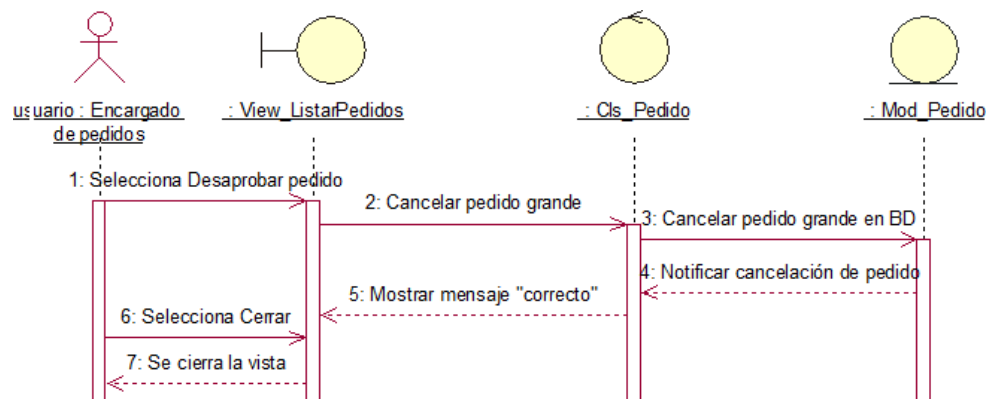 usuario : Encargado
de pedidos
: View_ListarPedidos
: Cls_Pedido
: Mod_Pedido
1: Selecciona Desaprobar pedido
2: Cancelar pedido grande
3: Cancelar pedido grande en BD
4: Notificar cancelación de pedido
5: Mostrar mensaje "correcto"
6: Selecciona Cerrar
7: Se cierra la vista